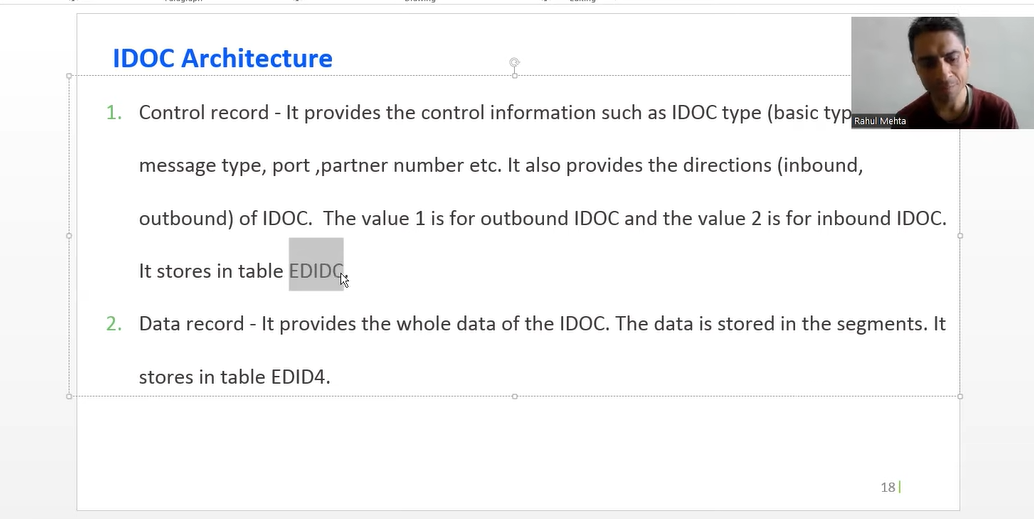 IDOC Architecture
1. Control record - It provides the control information such as IDOC type (basic typ
Rahul Mehta
message type, port ,partner number etc. It also provides the directions (inbound,
outbound) of IDOC.  The value 1 is for outbound IDOC and the value 2 is for inbound IDOC.
It stores in table EDIDC.
2. Data record - It provides the whole data of the IDOC. The data is stored in the segments. It
stores in table EDID4.
18